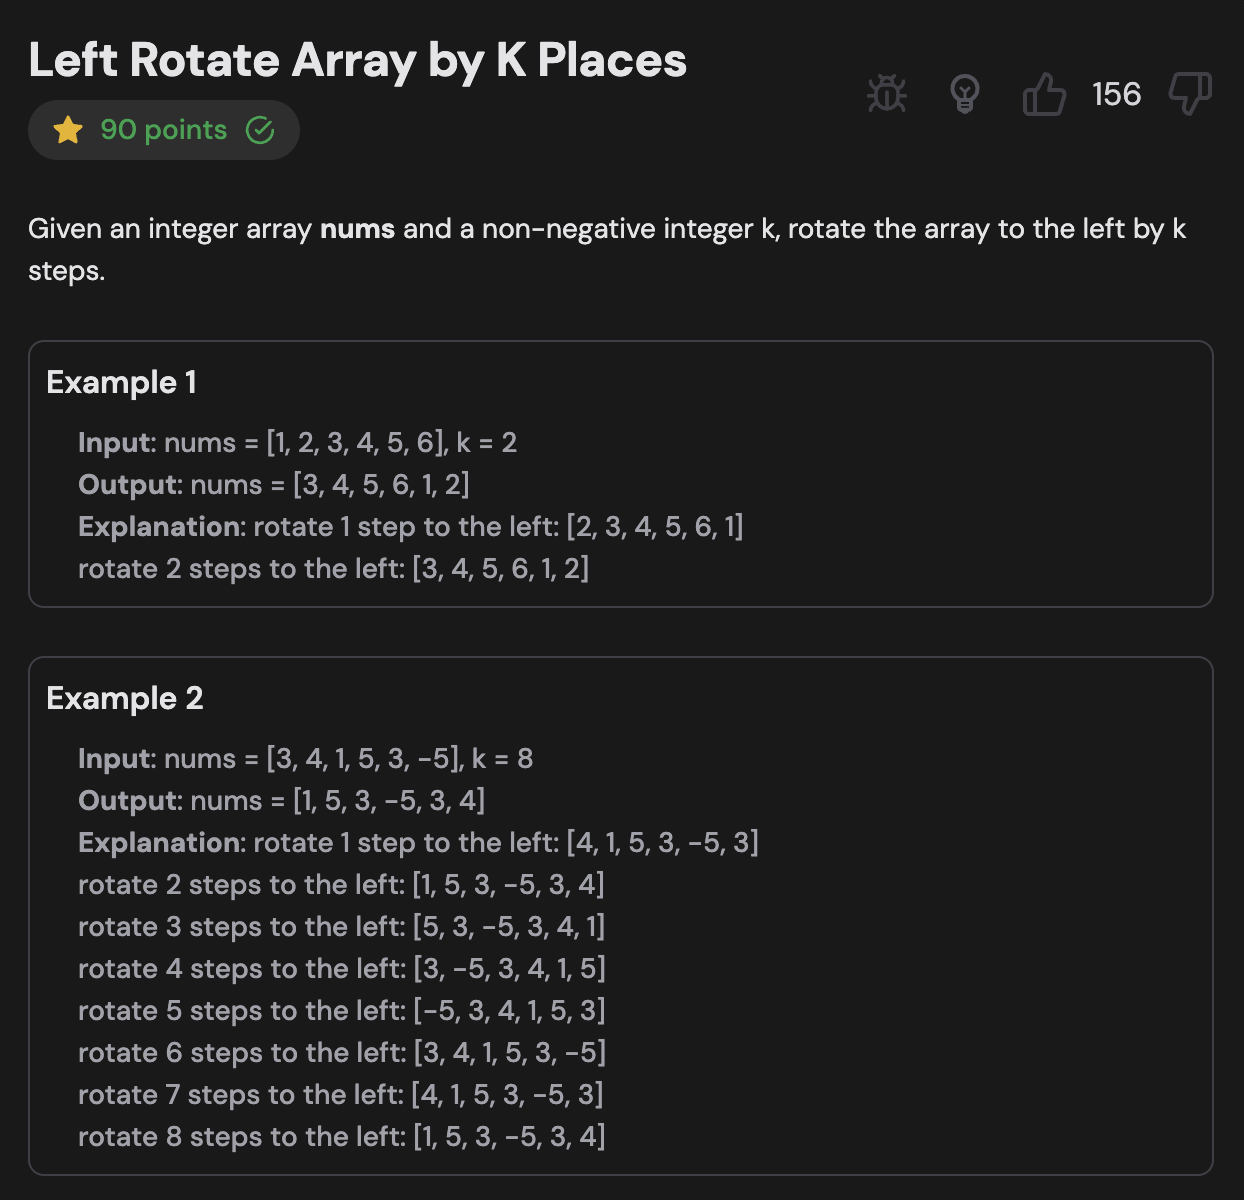 Left Rotate Array by K Places
156
90 points
Given an integer array nums and a non-negative integer k, rotate the array to the left by k
steps.
Example 1
Input: nums = [1, 2, 3, 4, 5, 6], k = 2
Output: nums = [3, 4, 5, 6, 1, 2]
Explanation: rotate 1 step to the left: [2, 3, 4, 5, 6, 1]
rotate 2 steps to the left: [3, 4, 5, 6, 1, 2]
Example 2
Input: nums = [3, 4, 1, 5, 3, −5], k = 8
Output: nums = [1, 5, 3, −5, 3, 4]
Explanation: rotate 1 step to the left: [4, 1, 5, 3, −5, 3]
rotate 2 steps to the left: [1, 5, 3, −5, 3, 4]
rotate 3 steps to the left: [5, 3, −5, 3, 4, 1]
rotate 4 steps to the left: [3, −5, 3, 4, 1, 5]
rotate 5 steps to the left: [−5, 3, 4, 1, 5, 3]
rotate 6 steps to the left: [3, 4, 1, 5, 3, −5]
rotate 7 steps to the left: [4, 1, 5, 3, −5, 3]
rotate 8 steps to the left: [1, 5, 3, −5, 3, 4]